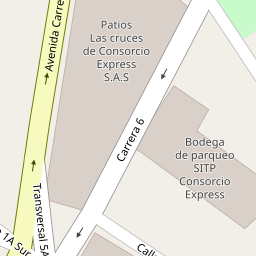 Avenida Carre
Patios
Las cruces
de Consorcio
Express
S.A.S
Carrera 6
Bodega
de parqueo
SITP
Consorcio
Express
Transversal 5A
1A Sur
Calle